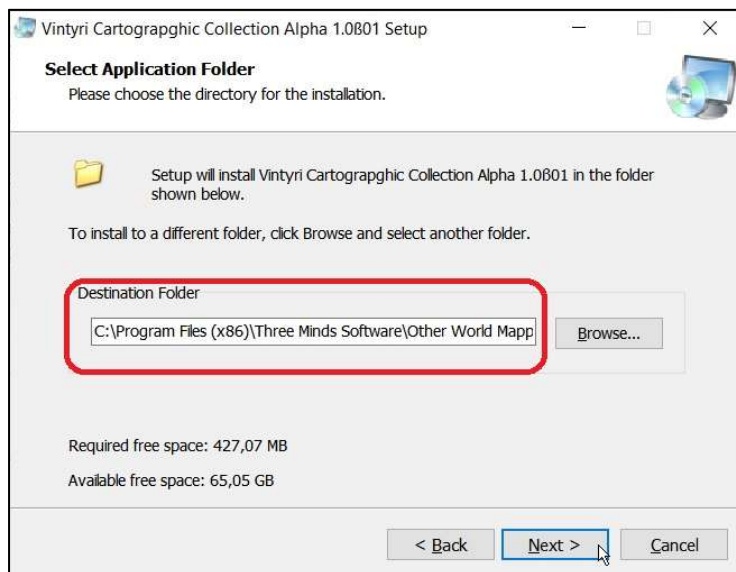 Vintyri Cartograpghic Collection Alpha 1.0ß01 Setup
Select Application Folder
Please choose the directory for the installation.
Setup will install Vintyri Cartograpghic Collection Alpha 1.0ß01 in the folder
shown below.
To install to a different folder, click Browse and select another folder.
Destination Folder
C:\Program Files (x86)\Three Minds Software\Other World Mapp
Browse...
Required free space: 427,07 MB
Available free space: 65,05 GB
< Back
Next >
Cancel